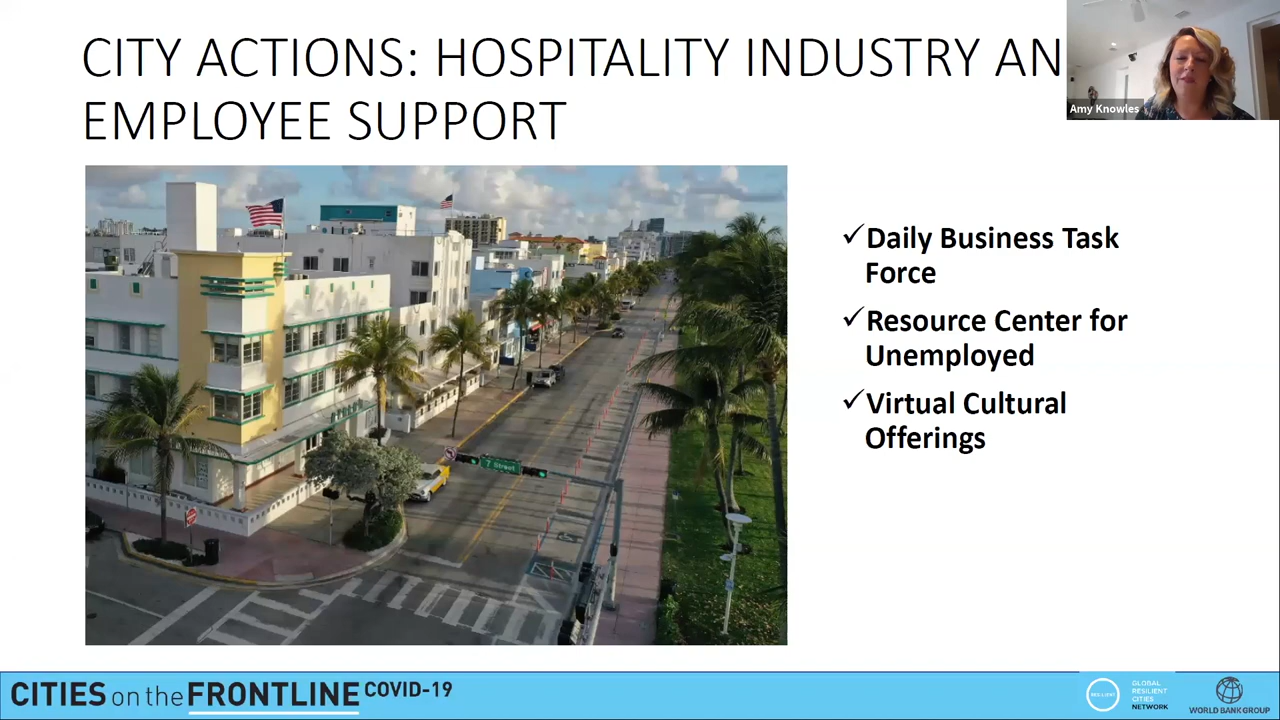 CITY ACTIONS: HOSPITALITY INDUSTRY AN
EMPLOYEE SUPPORT
Amy Knowles
Daily Business Task
Force
Resource Center for
Unemployed
Virtual Cultural
Offerings
7 Street
CITIES on the FRONTLINE COVID-19
RESILIENT
GLOBAL
RESILIENT
CITIES
NETWORK
WORLD BANK GROUP